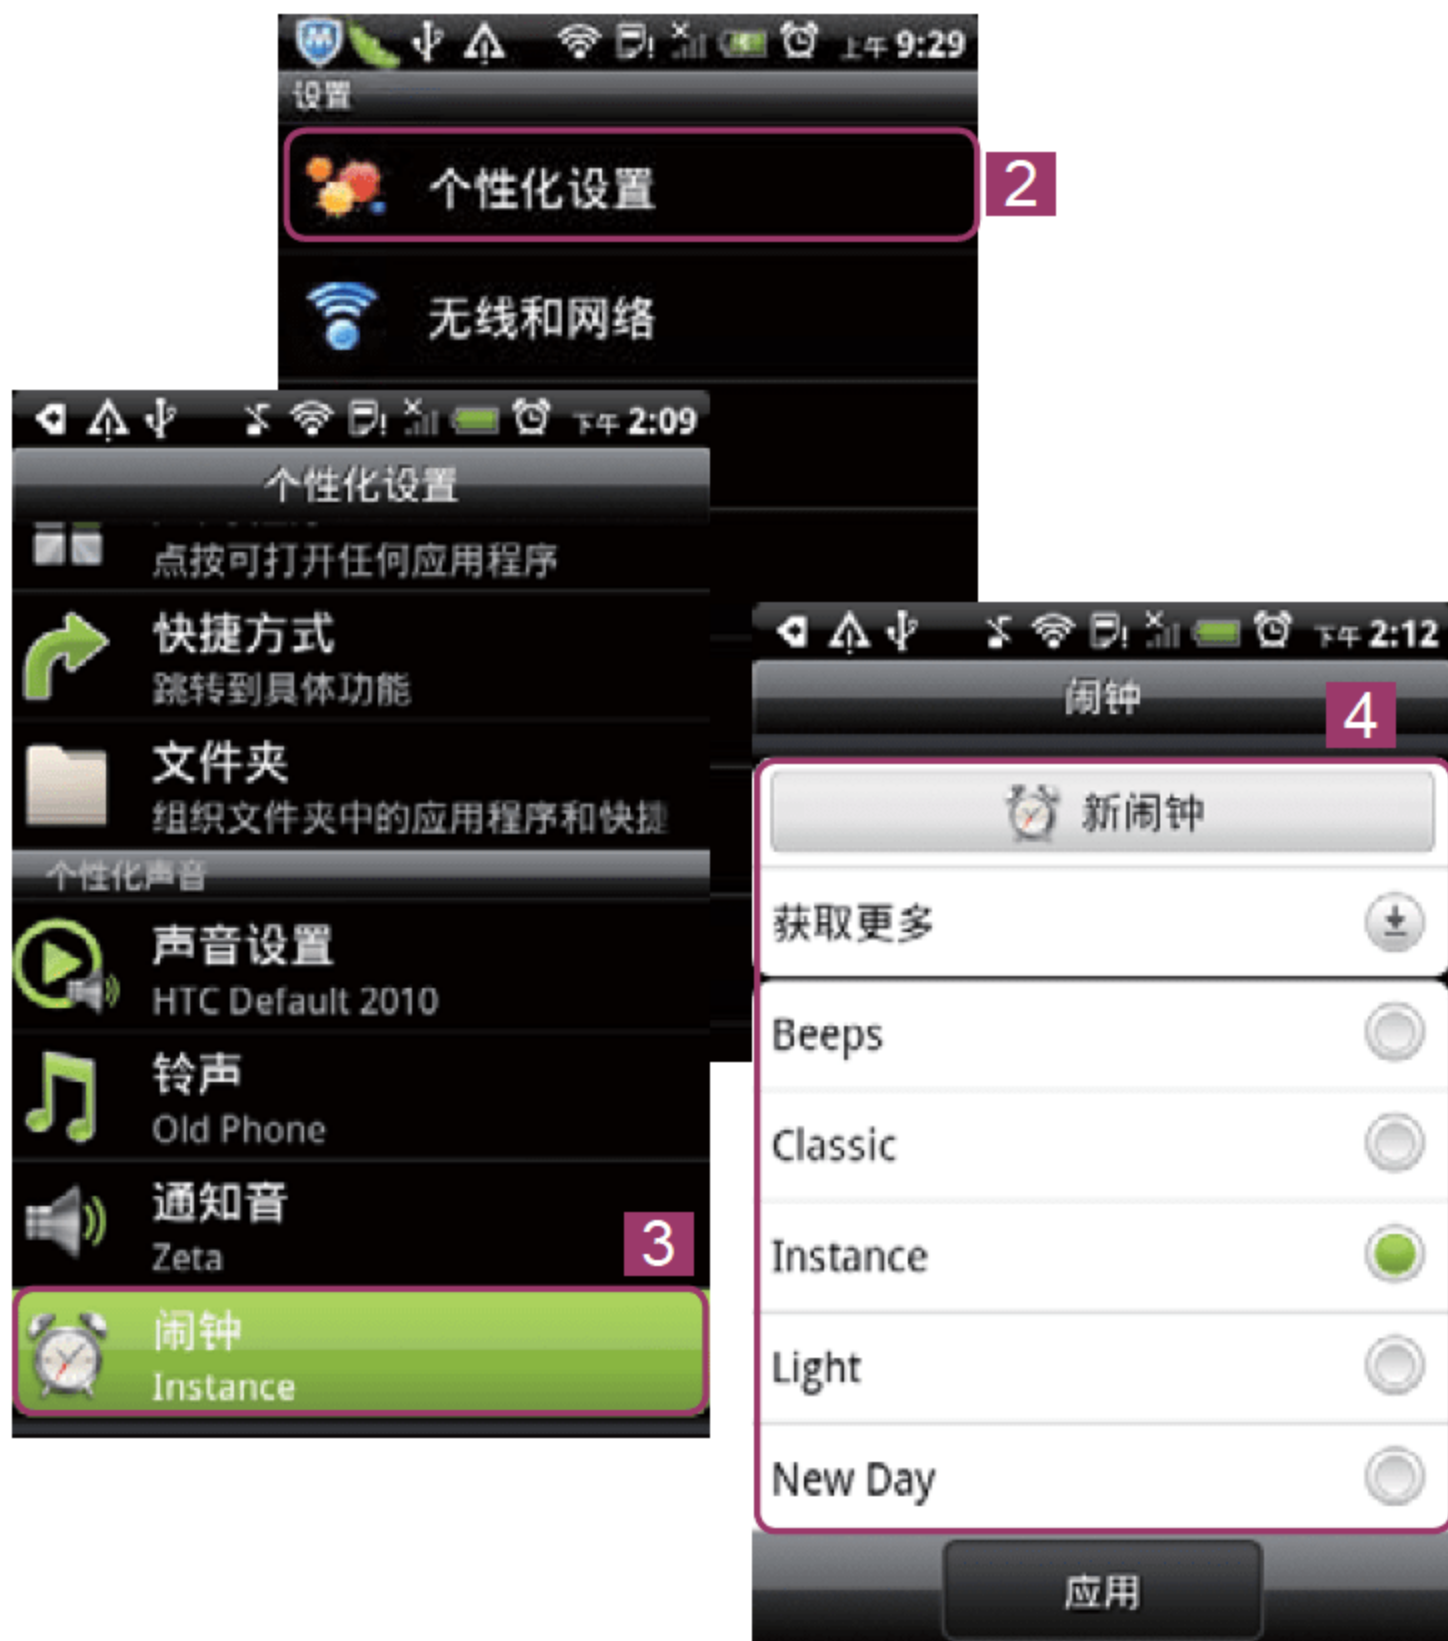 上午 9:29
设置
个性化设置
2
无线和网络
下午 2:09
个性化设置
点按可打开任何应用程序
快捷方式
跳转到具体功能
文件夹
组织文件夹中的应用程序和快捷
个性化声音
声音设置
HTC Default 2010
铃声
Old Phone
通知音
Zeta
3
闹钟
Instance
下午 2:12
闹钟
4
新闹钟
获取更多
Beeps
Classic
Instance
Light
New Day
应用